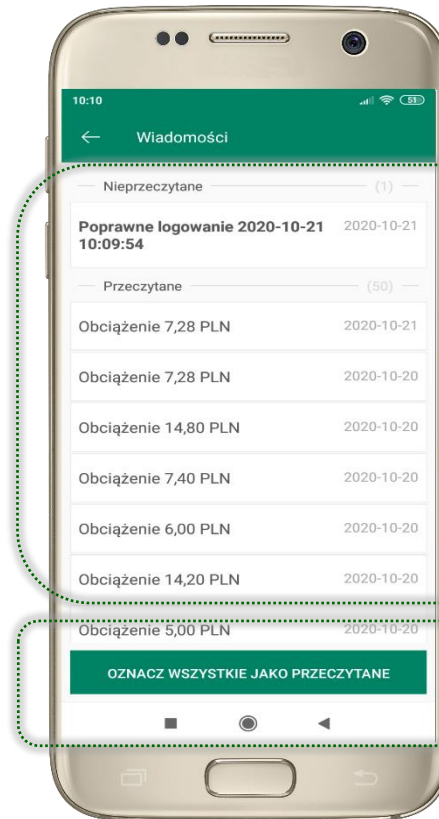 10:10
51
Wiadomości
Nieprzeczytane (1)
Poprawne logowanie 2020-10-21 2020-10-21
10:09:54
Przeczytane (50)
Obciążenie 7,28 PLN 2020-10-21
Obciążenie 7,28 PLN 2020-10-20
Obciążenie 14,80 PLN 2020-10-20
Obciążenie 7,40 PLN 2020-10-20
Obciążenie 6,00 PLN 2020-10-20
Obciążenie 14,20 PLN 2020-10-20
Obciążenie 5,00 PLN 2020-10-20
OZNACZ WSZYSTKIE JAKO PRZECZYTANE